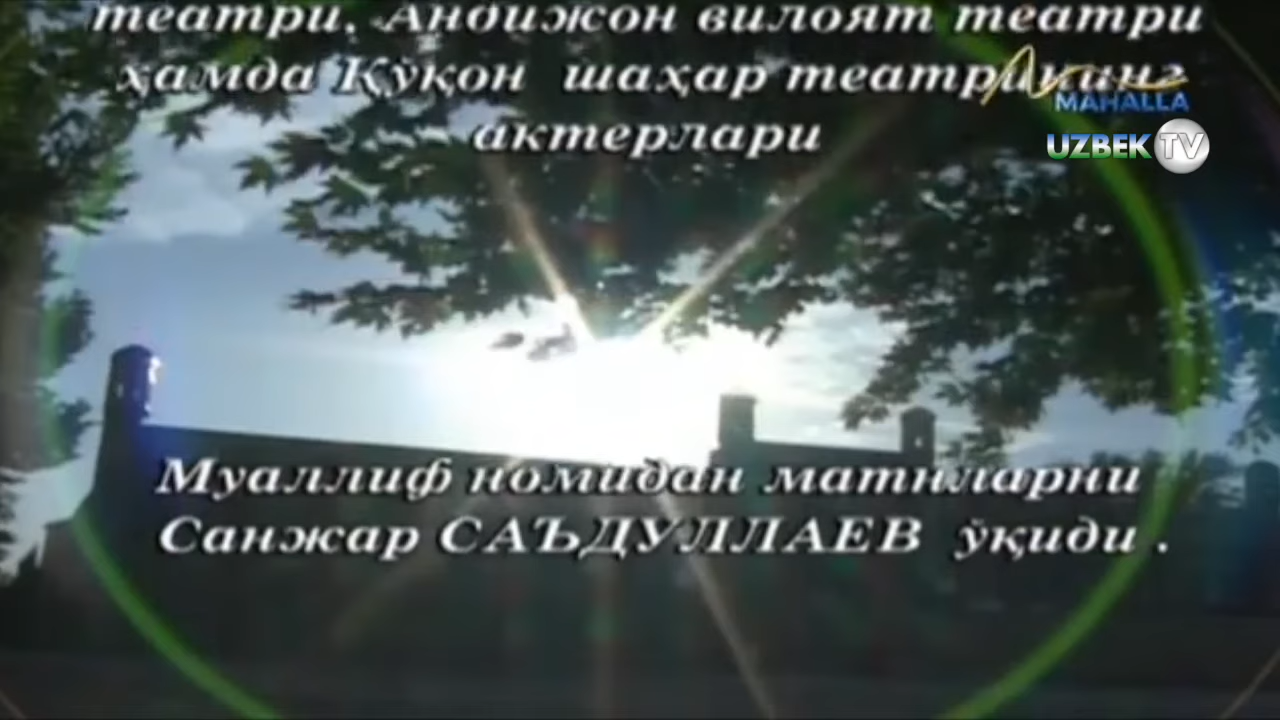 театри, Андижон вилоят театри
ҳамда Қўқон шаҳар театрининг
MAHALLA
актерлари
UZBEK TV
Муаллиф номидан матнларни
Санжар САЪДУЛЛАЕВ ўқиди .